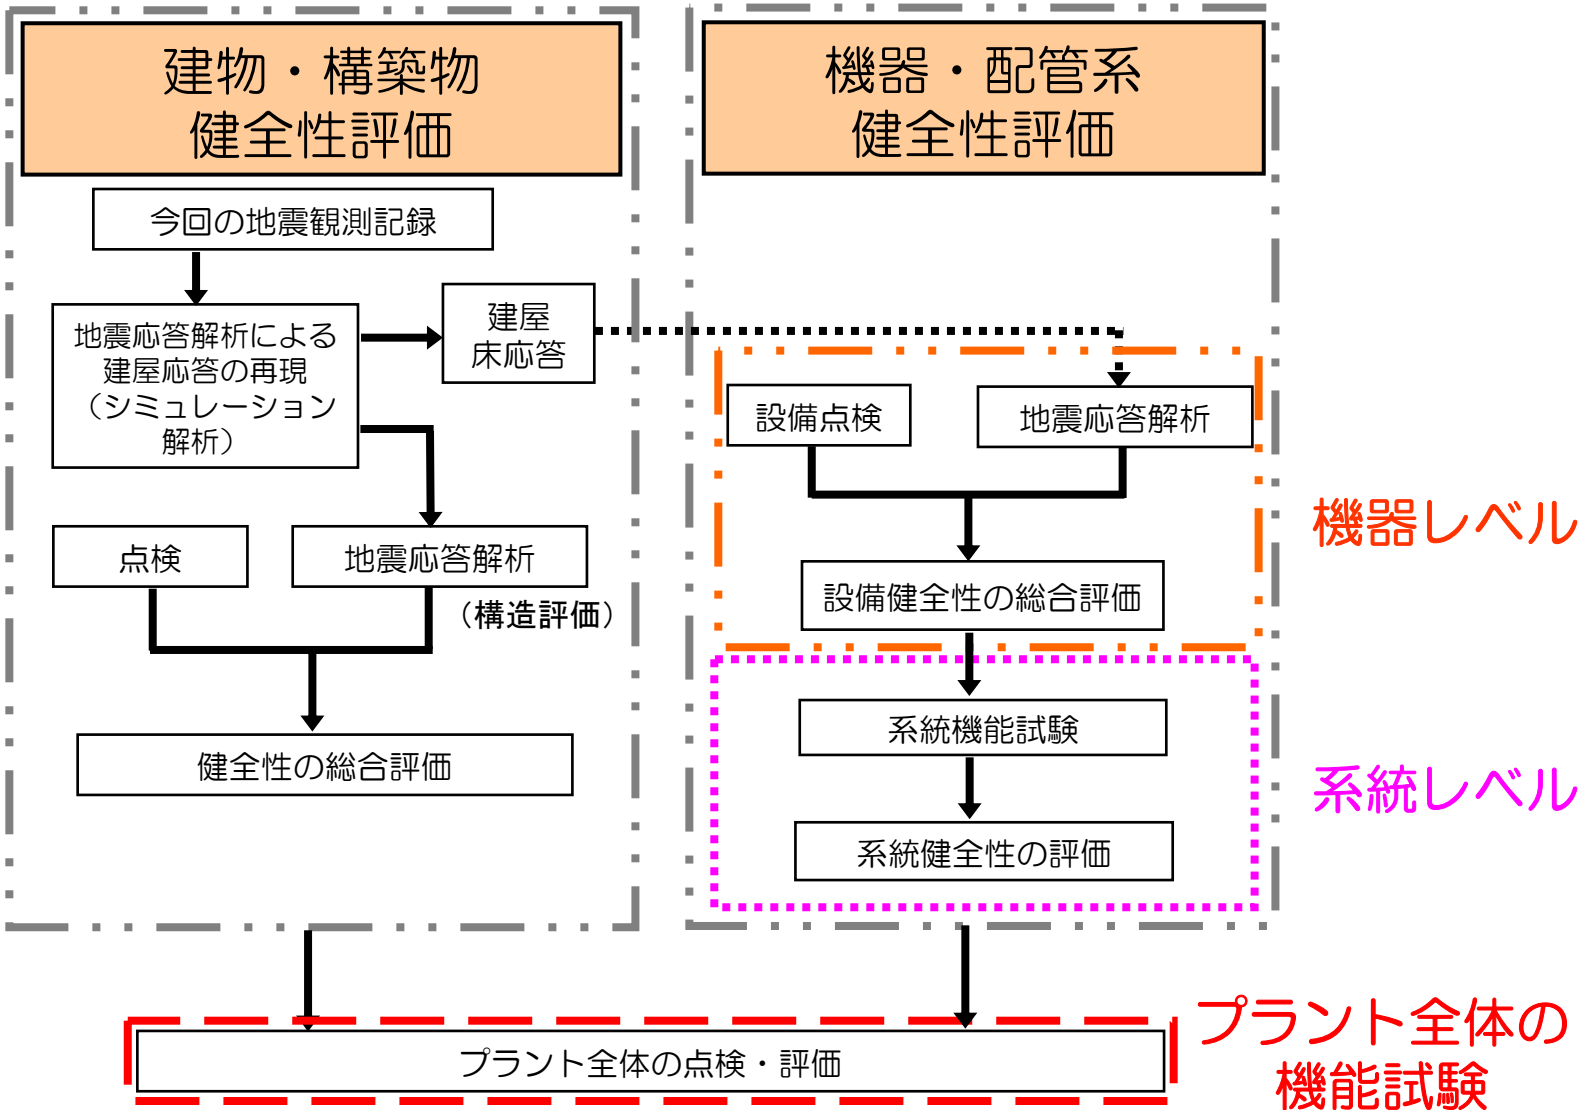 建物・構築物
健全性評価
今回の地震観測記録
地震応答解析による
建屋応答の再現
（シミュレーション
解析）
建屋
床応答
点検
地震応答解析
（構造評価）
健全性の総合評価
機器・配管系
健全性評価
設備点検
地震応答解析
設備健全性の総合評価
機器レベル
系統機能試験
系統健全性の評価
系統レベル
プラント全体の点検・評価
プラント全体の
機能試験